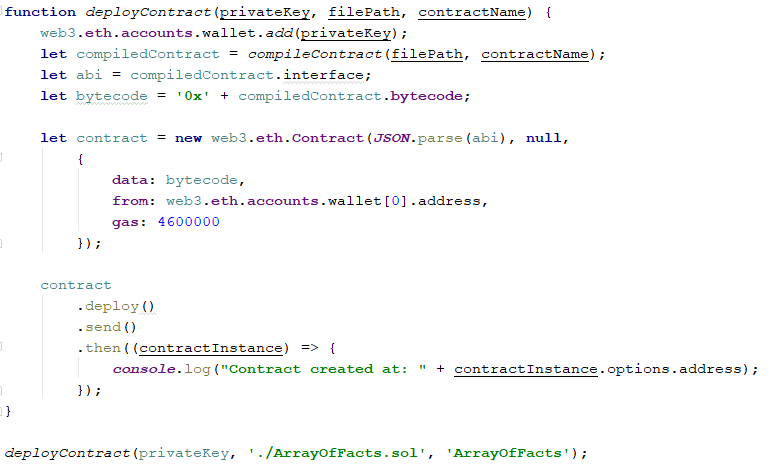 function deployContract(privateKey, filePath, contractName) {
    web3.eth.accounts.wallet.add(privateKey);
    let compiledContract = compileContract(filePath, contractName);
    let abi = compiledContract.interface;
    let bytecode = '0x' + compiledContract.bytecode;

    let contract = new web3.eth.Contract(JSON.parse(abi), null,
        {
            data: bytecode,
            from: web3.eth.accounts.wallet[0].address,
            gas: 4600000
        });

    contract
        .deploy()
        .send()
        .then((contractInstance) => {
            console.log("Contract created at: " + contractInstance.options.address);
        });
}

deployContract(privateKey, './ArrayOfFacts.sol', 'ArrayOfFacts');